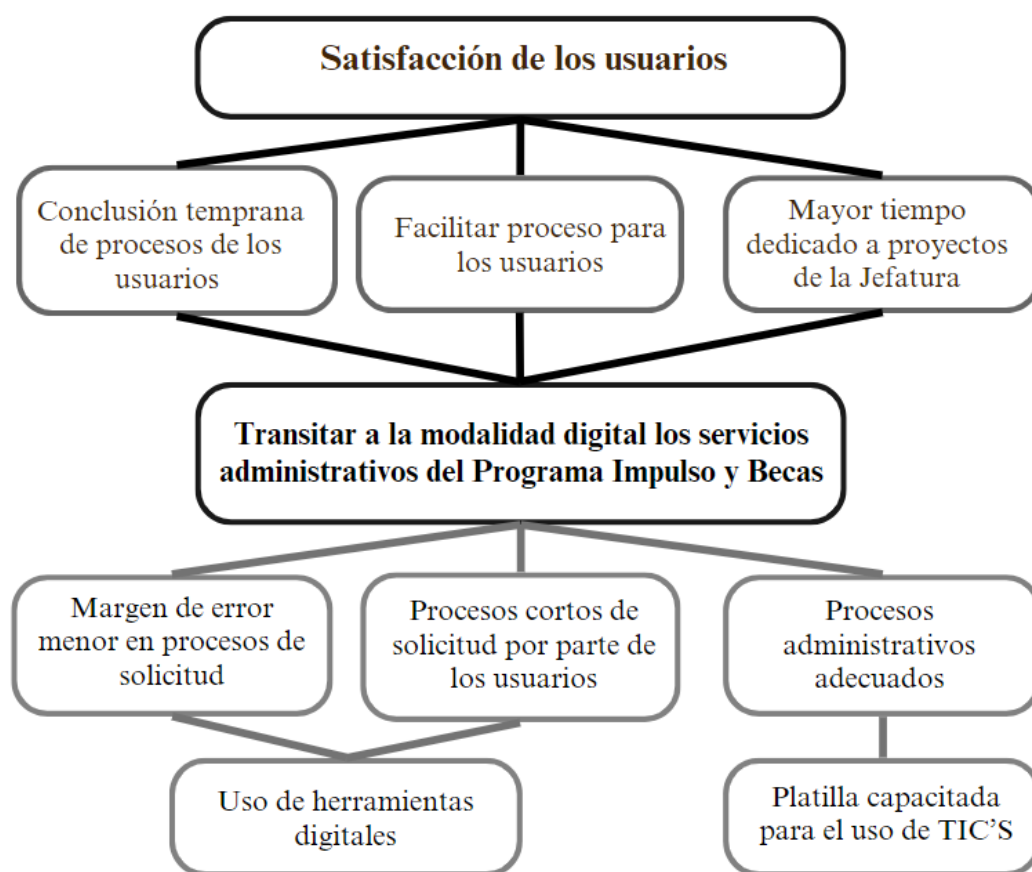 Satisfacción de los usuarios
Conclusión temprana
de procesos de los
usuarios
Facilitar proceso para
los usuarios
Mayor tiempo
dedicado a proyectos
de la Jefatura
Transitar a la modalidad digital los servicios
administrativos del Programa Impulso y Becas
Margen de error
menor en procesos de
solicitud
Procesos cortos de
solicitud por parte de
los usuarios
Procesos
administrativos
adecuados
Uso de herramientas
digitales
Platilla capacitada
para el uso de TIC’S